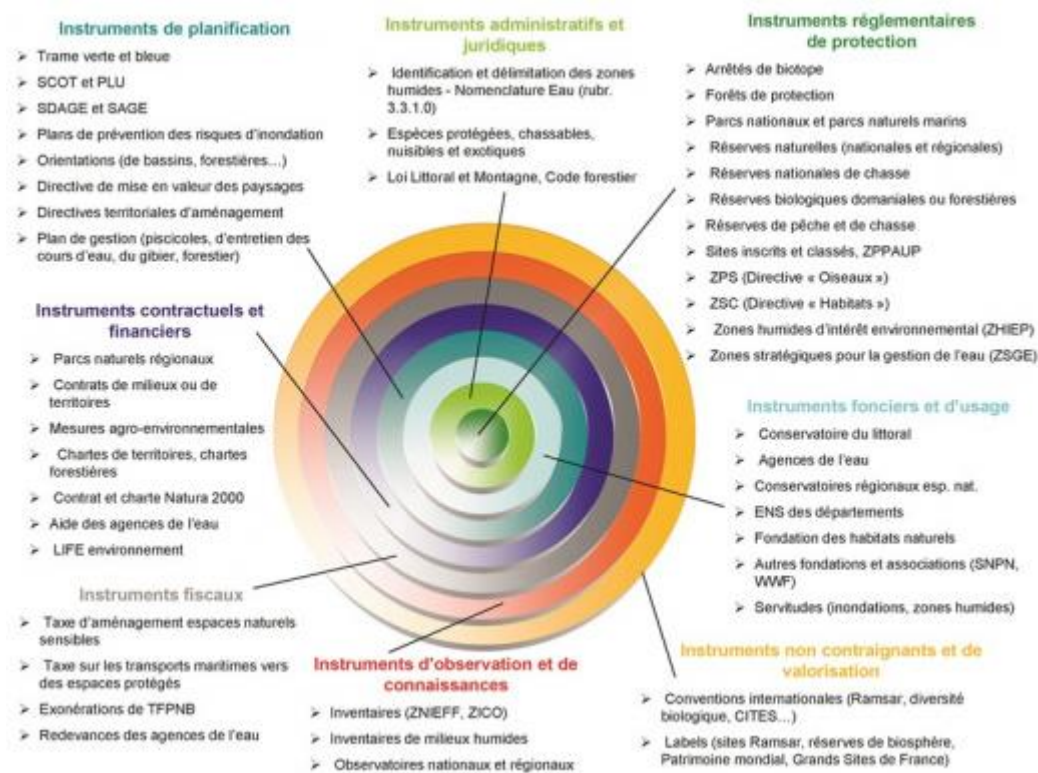 Instruments de planification
➤ Trame verte et bleue
➤ SCOT et PLU
➤ SDAGE et SAGE
➤ Plans de prévention des risques d'inondation
➤ Orientations (de bassins, forestières…)
➤ Directive de mise en valeur des paysages
➤ Directives territoriales d'aménagement
➤ Plan de gestion (piscicoles, d'entretien des
cours d'eau, du gibier, forestier)
Instruments administratifs et
juridiques
➤ Identification et délimitation des zones
humides - Nomenclature Eau (rubr.
3.3.1.0)
➤ Espèces protégées, chassables,
nuisibles et exotiques
➤ Loi Littoral et Montagne, Code forestier
Instruments réglementaires
de protection
➤ Arrêtés de biotope
➤ Forêts de protection
➤ Parcs nationaux et parcs naturels marins
➤ Réserves naturelles (nationales et régionales)
➤ Réserves nationales de chasse
➤ Réserves biologiques domaniales ou forestières
➤ Réserves de pêche et de chasse
➤ Sites inscrits et classés, ZPPAUP
➤ ZPS (Directive « Oiseaux »)
➤ ZSC (Directive « Habitats »)
➤ Zones humides d'intérêt environnemental (ZHIEP)
➤ Zones stratégiques pour la gestion de l'eau (ZSGE)
Instruments contractuels et
financiers
➤ Parcs naturels régionaux
➤ Contrats de milieux ou de
territoires
➤ Mesures agro-environnementales
➤ Chartes de territoires, chartes
forestières
➤ Contrat et charte Natura 2000
➤ Aide des agences de l'eau
➤ LIFE environnement
Instruments fonciers et d'usage
➤ Conservatoire du littoral
➤ Agences de l'eau
➤ Conservatoires régionaux esp. nat.
➤ ENS des départements
➤ Fondation des habitats naturels
➤ Autres fondations et associations (SNPN,
WWF)
➤ Servitudes (inondations, zones humides)
Instruments fiscaux
➤ Taxe d'aménagement espaces naturels
sensibles
➤ Taxe sur les transports maritimes vers
des espaces protégés
➤ Exonérations de TFPNB
➤ Redevances des agences de l'eau
Instruments d'observation et de
connaissances
➤ Inventaires (ZNIEFF, ZICO)
➤ Inventaires de milieux humides
➤ Observatoires nationaux et régionaux
Instruments non contraignants et de
valorisation
➤ Conventions internationales (Ramsar, diversité
biologique, CITES…)
➤ Labels (sites Ramsar, réserves de biosphère,
Patrimoine mondial, Grands Sites de France)